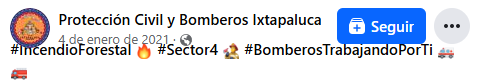 Protección Civil y Bomberos Ixtapaluca
4 de enero de 2021 ·
Seguir
#IncendioForestal 🔥 #Sector4 👩‍🚒 #BomberosTrabajandoPorTi 🚑
🚒